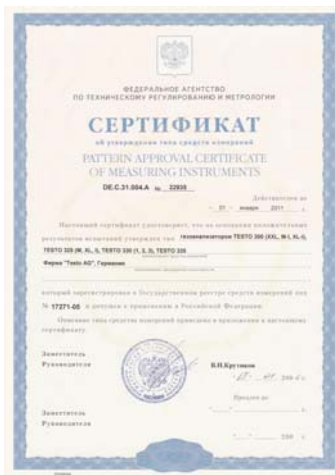 ФЕДЕРАЛЬНОЕ АГЕНТСТВО
ПО ТЕХНИЧЕСКОМУ РЕГУЛИРОВАНИЮ И МЕТРОЛОГИИ
СЕРТИФИКАТ
об утверждении типа средств измерений
PATTERN APPROVAL CERTIFICATE
OF MEASURING INSTRUMENTS
DE.C.31.004.A № 22935
Действителен до
" 01 " января 2011 г.
Настоящий сертификат удостоверяет, что на основании положительных
результатов испытаний утвержден тип газоанализаторов TESTO
TESTO 325 (M, XL, I), TESTO 330 (1, 2, 3), TESTO 335
Фирма "Testo AG", Германия
который зарегистрирован в Государственном реестре средств измерений под
№ 17271-05 и допущен к применению в Российской Федерации.
Описание типа средства измерений приведено в приложении к настоящему
сертификату.
Заместитель
Руководителя
В.Н.Крутиков
Продлен до
Заместитель
Руководителя